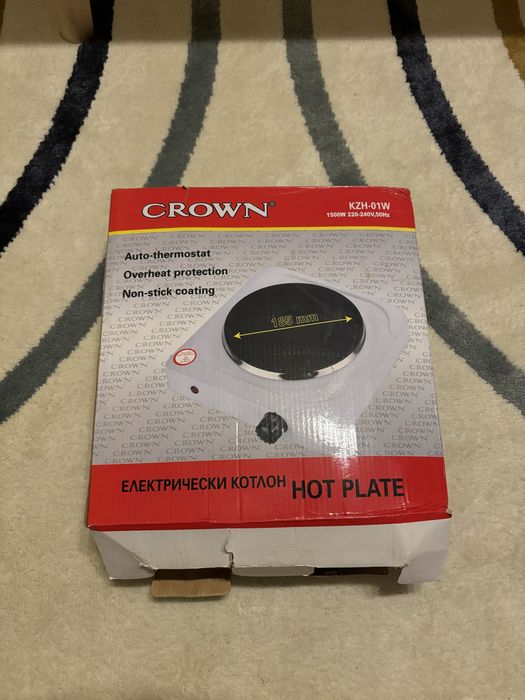 CROWN®
KZH-01W
1500W 220-240V,50Hz
Auto-thermostat
Overheat protection
Non-stick coating
185 mm
ЕЛЕКТРИЧЕСКИ КОТЛОН HOT PLATE